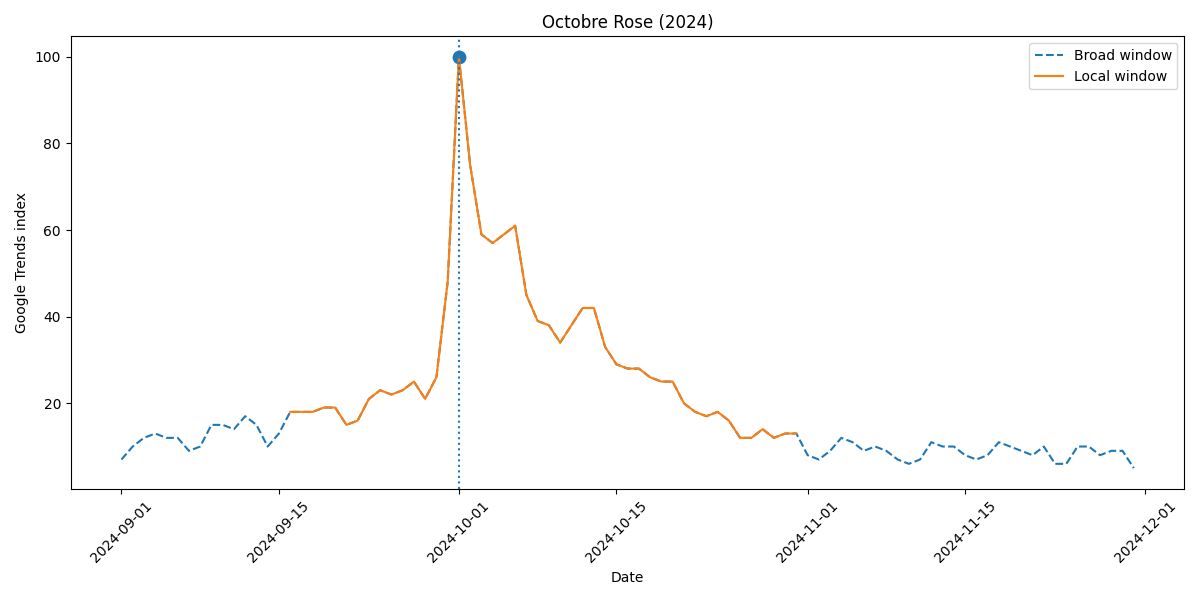 Octobre Rose (2024)
Broad window
Local window
100
80
60
40
20
Google Trends index
2024-09-01
2024-09-15
2024-10-01
2024-10-15
2024-11-01
2024-11-15
2024-12-01
Date